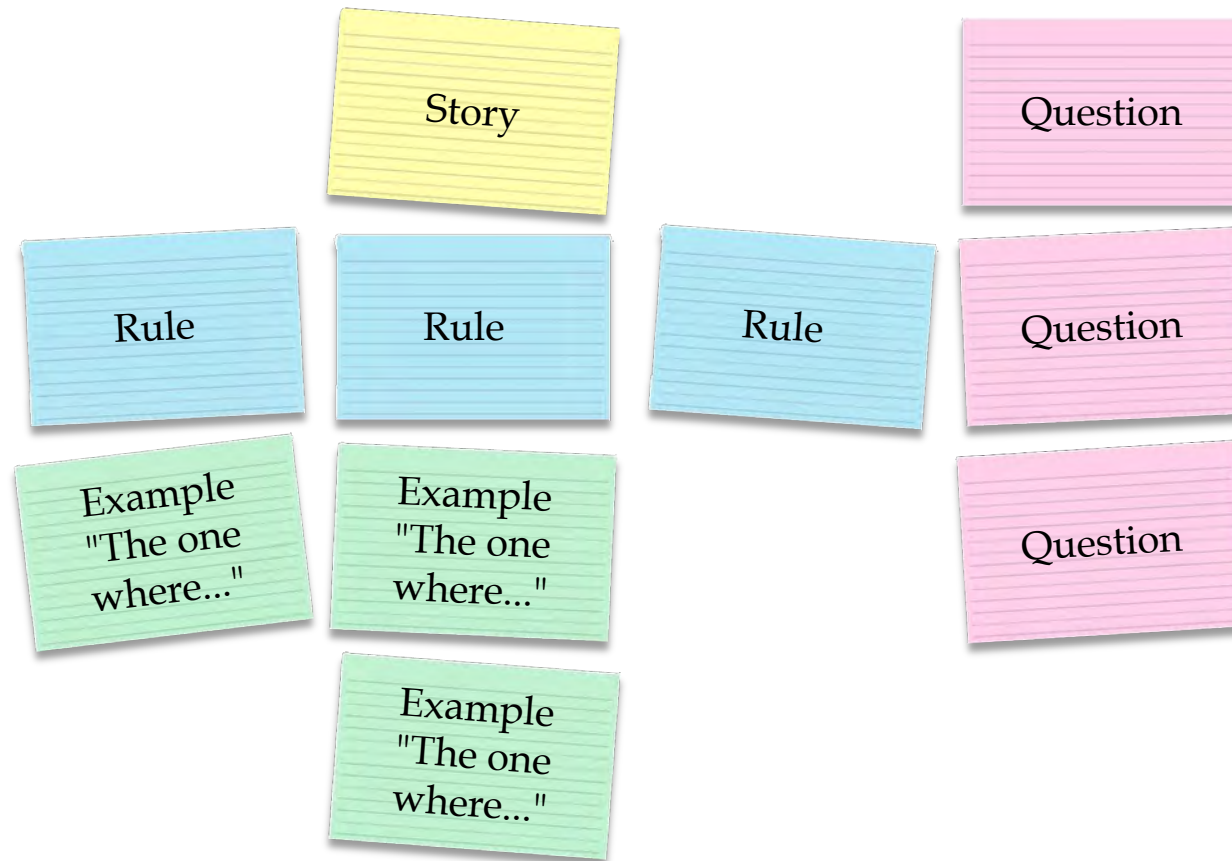 Story
Question
Rule
Rule
Rule
Question
Example
"The one
where..."
Example
"The one
where..."
Question
Example
"The one
where..."